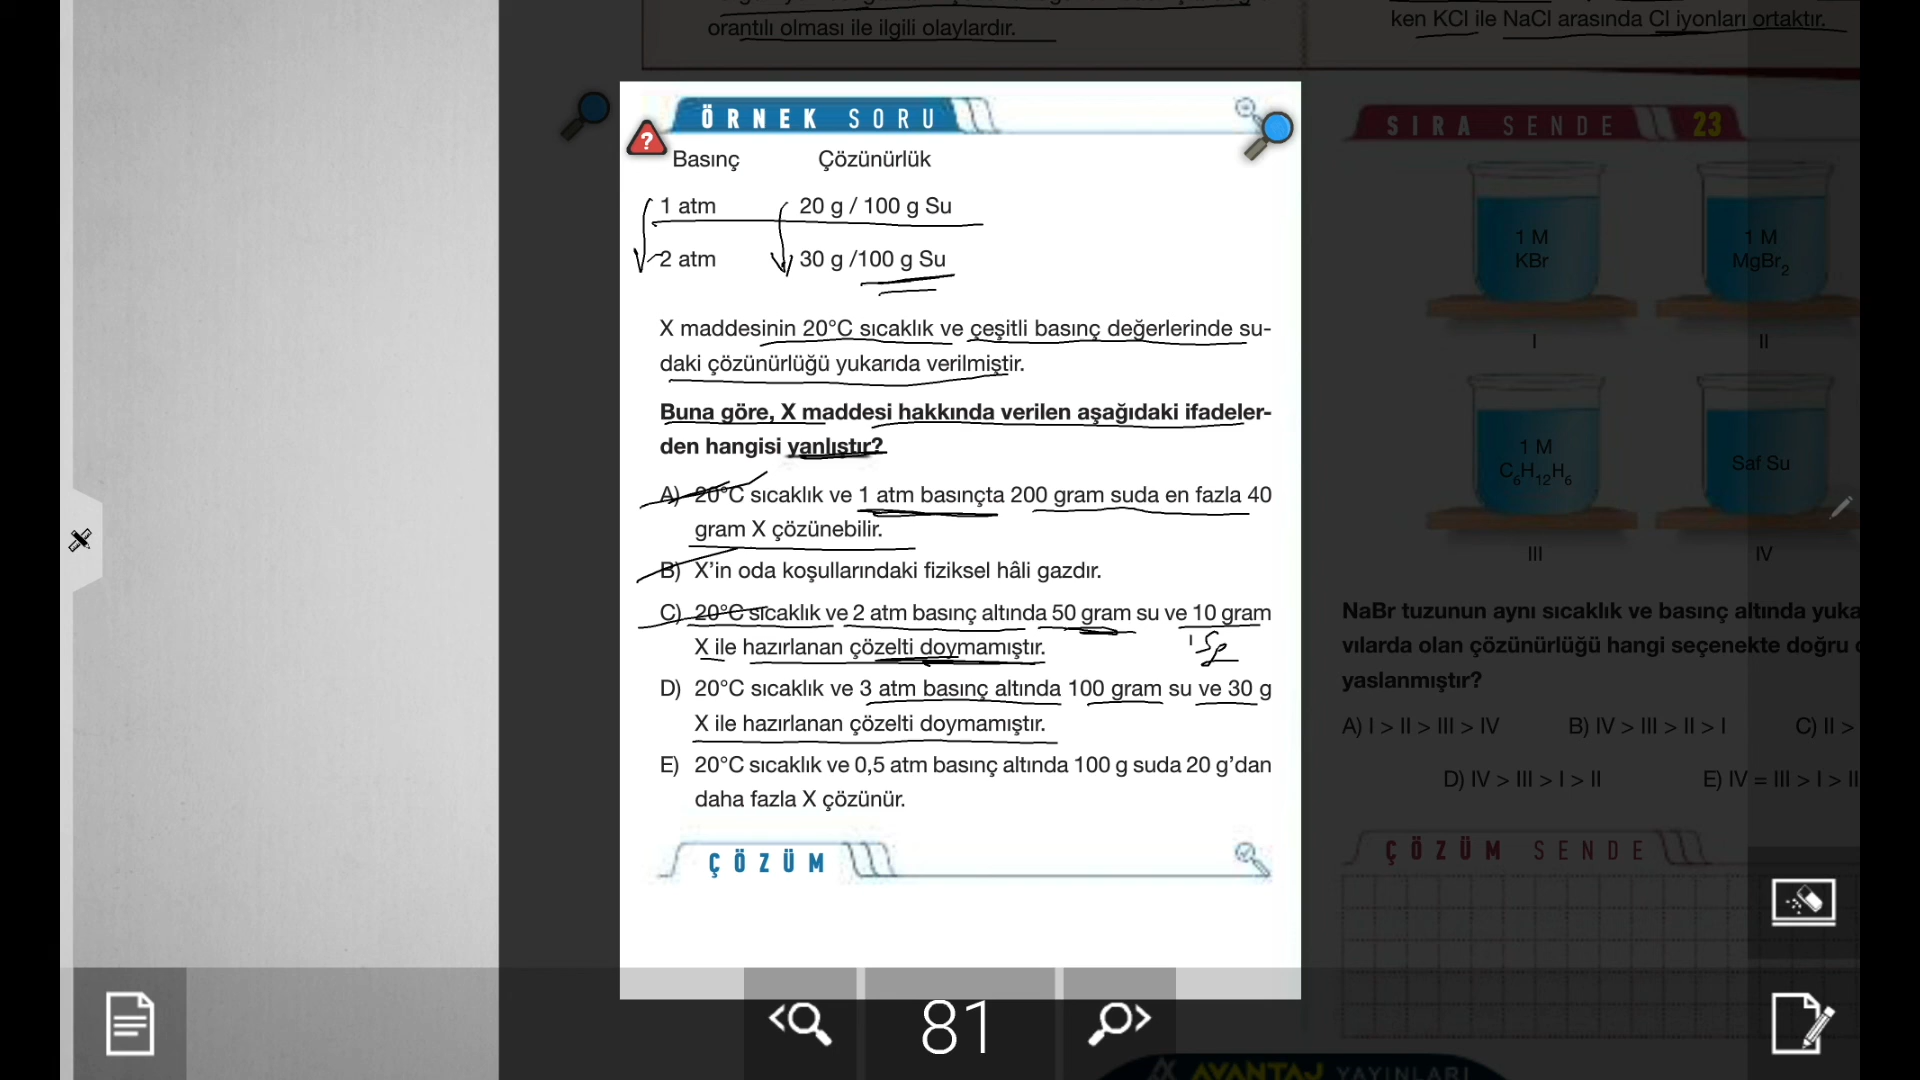 orantılı olması ile ilgili olaylardır.
ken KCl ile NaCl arasında Cl iyonları ortaktır.
ÖRNEK SORU
?
Basınç Çözünürlük
1 atm 20 g / 100 g Su
2 atm 30 g /100 g Su
X maddesinin 20°C sıcaklık ve çeşitli basınç değerlerinde su-
daki çözünürlüğü yukarıda verilmiştir.
Buna göre, X maddesi hakkında verilen aşağıdaki ifadeler-
den hangisi yanlıştır?
A) 20°C sıcaklık ve 1 atm basınçta 200 gram suda en fazla 40
gram X çözünebilir.
B) X’in oda koşullarındaki fiziksel hâli gazdır.
C) 20°C sıcaklık ve 2 atm basınç altında 50 gram su ve 10 gram
X ile hazırlanan çözelti doymamıştır.
15g
D) 20°C sıcaklık ve 3 atm basınç altında 100 gram su ve 30 g
X ile hazırlanan çözelti doymamıştır.
E) 20°C sıcaklık ve 0,5 atm basınç altında 100 g suda 20 g’dan
daha fazla X çözünür.
ÇÖZÜM
SIRA SENDE 23
1 M
KBr
I
1 M
MgBr2
II
1 M
C6H12H6
III
Saf Su
IV
NaBr tuzunun aynı sıcaklık ve basınç altında yuka
vılarda olan çözünürlüğü hangi seçenekte doğru
yaslanmıştır?
A) I > II > III > IV B) IV > III > II > I C) II >
D) IV > III > I > II E) IV = III > I > II
ÇÖZÜM SENDE
81
AVANTAJ YAYINLARI